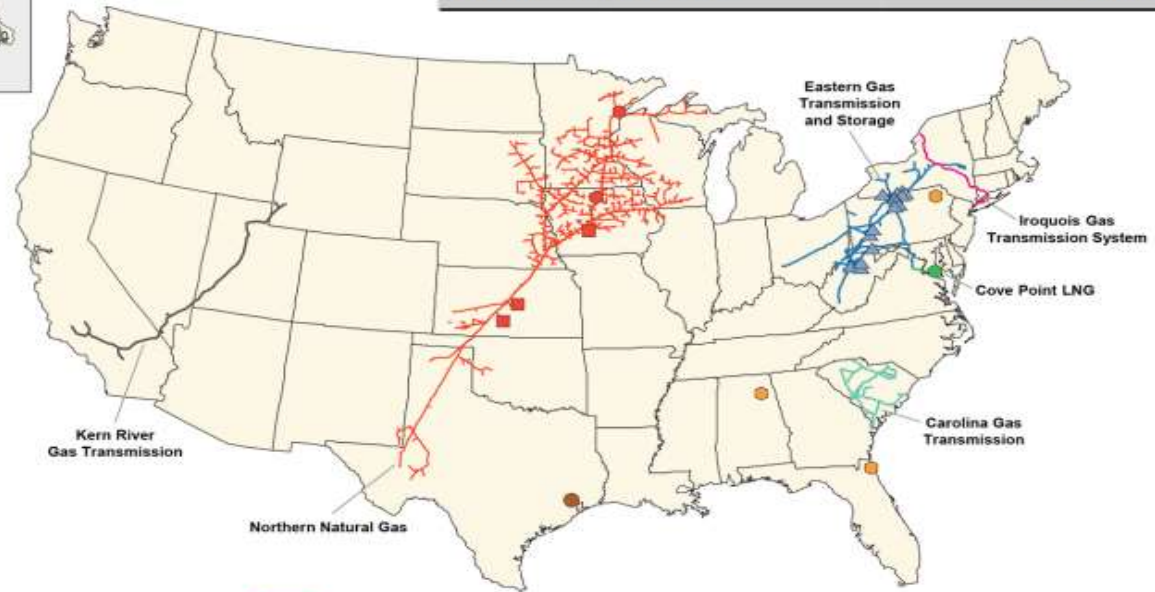 Eastern Gas
Transmission
and Storage
Iroquois Gas
Transmission System
Cove Point LNG
Carolina Gas
Transmission
Kern River
Gas Transmission
Northern Natural Gas